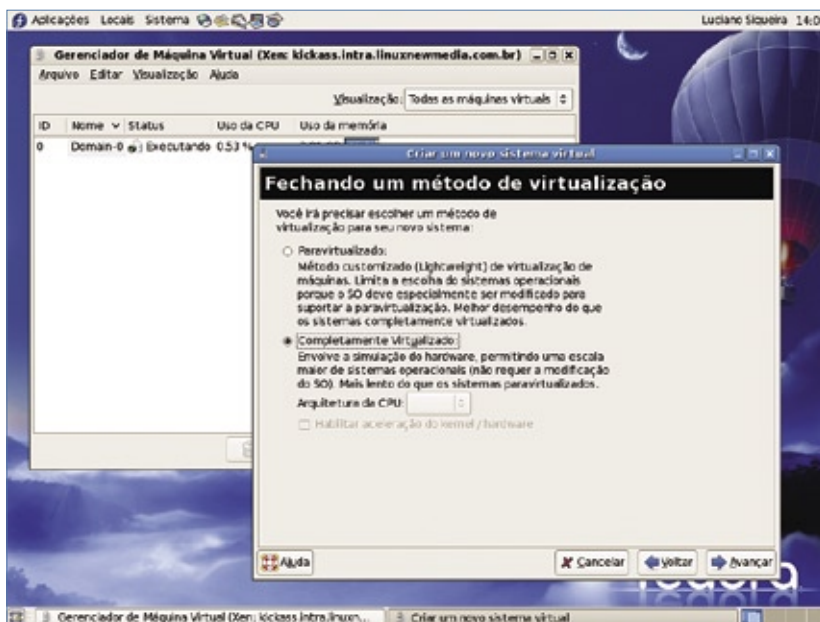 Aplicações Locais Sistema
Luciano Siqueira 14:0
Gerenciador de Máquina Virtual (Xen: kickass.intra.linuxnewmedia.com.br)
Arquivo Editar Visualização Ajuda
Visualização: Todas as máquinas virtuais
ID Nome Status Uso da CPU Uso da memória
0 Domain-0 Executando 0.53 %
Criar um novo sistema virtual
Fechando um método de virtualização
Você irá precisar escolher um método de
virtualização para seu novo sistema:
Paravirtualizado:
Método customizado (Lightweight) de virtualização de
máquinas. Limita a escolha do sistemas operacionais
porque o SO deve especialmente ser modificado para
suportar a paravirtualização. Melhor desempenho do que
os sistemas completamente virtualizados.
Completamente Virtualizado:
Envolve a simulação do hardware, permitindo uma escala
maior de sistemas operacionais (não requer a modificação
do SO). Mais lento do que os sistemas paravirtualizados.
Arquitetura da CPU:
Habilitar aceleração do kernel / hardware
Ajuda
Cancelar Voltar Avançar
fedora
Gerenciador de Máquina Virtual (Xen: kickass.intra.linuxn...
Criar um novo sistema virtual